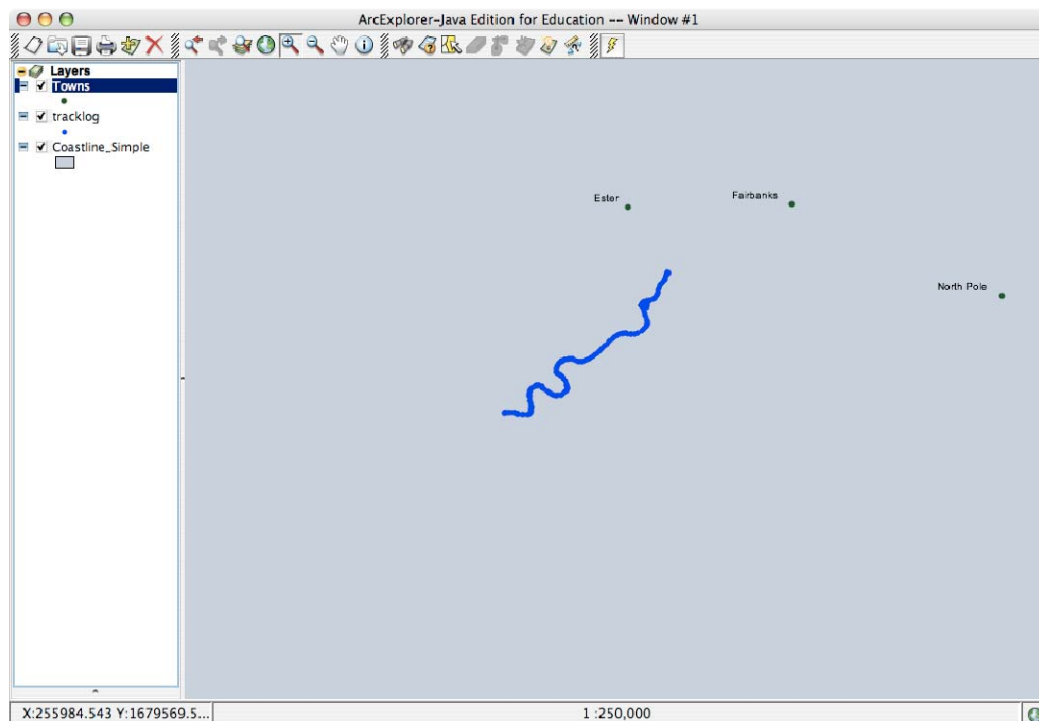 ArcExplorer-Java Edition for Education -- Window #1
Layers
Towns
tracklog
Coastline_Simple
Ester
Fairbanks
North Pole
X:255984.543 Y:1679569.5...
1 :250,000